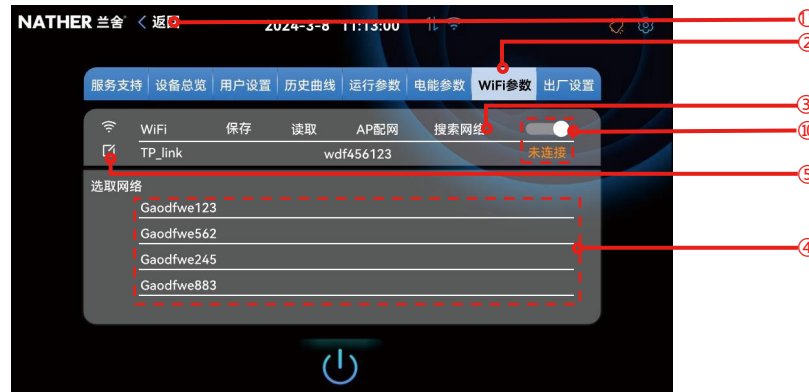 NATHER 兰舍 < 返回 2024-3-8 11:13:00
服务支持 设备总览 用户设置 历史曲线 运行参数 电能参数 WiFi参数 出厂设置
WiFi 保存 读取 AP配网 搜索网络
TP_link wdf456123 未连接
选取网络
Gaodfwe123
Gaodfwe562
Gaodfwe245
Gaodfwe883
②
③
⑩
⑤
④